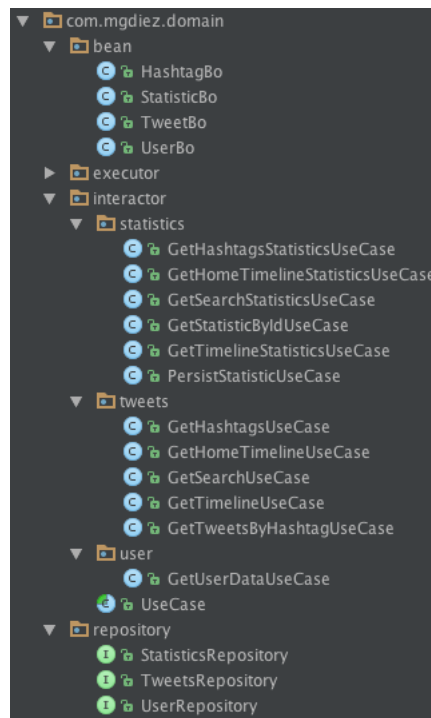 com.mgdiez.domain
bean
HashtagBo
StatisticBo
TweetBo
UserBo
executor
interactor
statistics
GetHashtagsStatisticsUseCase
GetHomeTimelineStatisticsUseCase
GetSearchStatisticsUseCase
GetStatisticByIdUseCase
GetTimelineStatisticsUseCase
PersistStatisticUseCase
tweets
GetHashtagsUseCase
GetHomeTimelineUseCase
GetSearchUseCase
GetTimelineUseCase
GetTweetsByHashtagUseCase
user
GetUserDataUseCase
UseCase
repository
StatisticsRepository
TweetsRepository
UserRepository